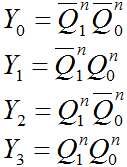 Y₀ = Q̅₁ⁿ Q̅₀ⁿ
Y₁ = Q̅₁ⁿ Q₀ⁿ
Y₂ = Q₁ⁿ Q̅₀ⁿ
Y₃ = Q₁ⁿ Q₀ⁿ